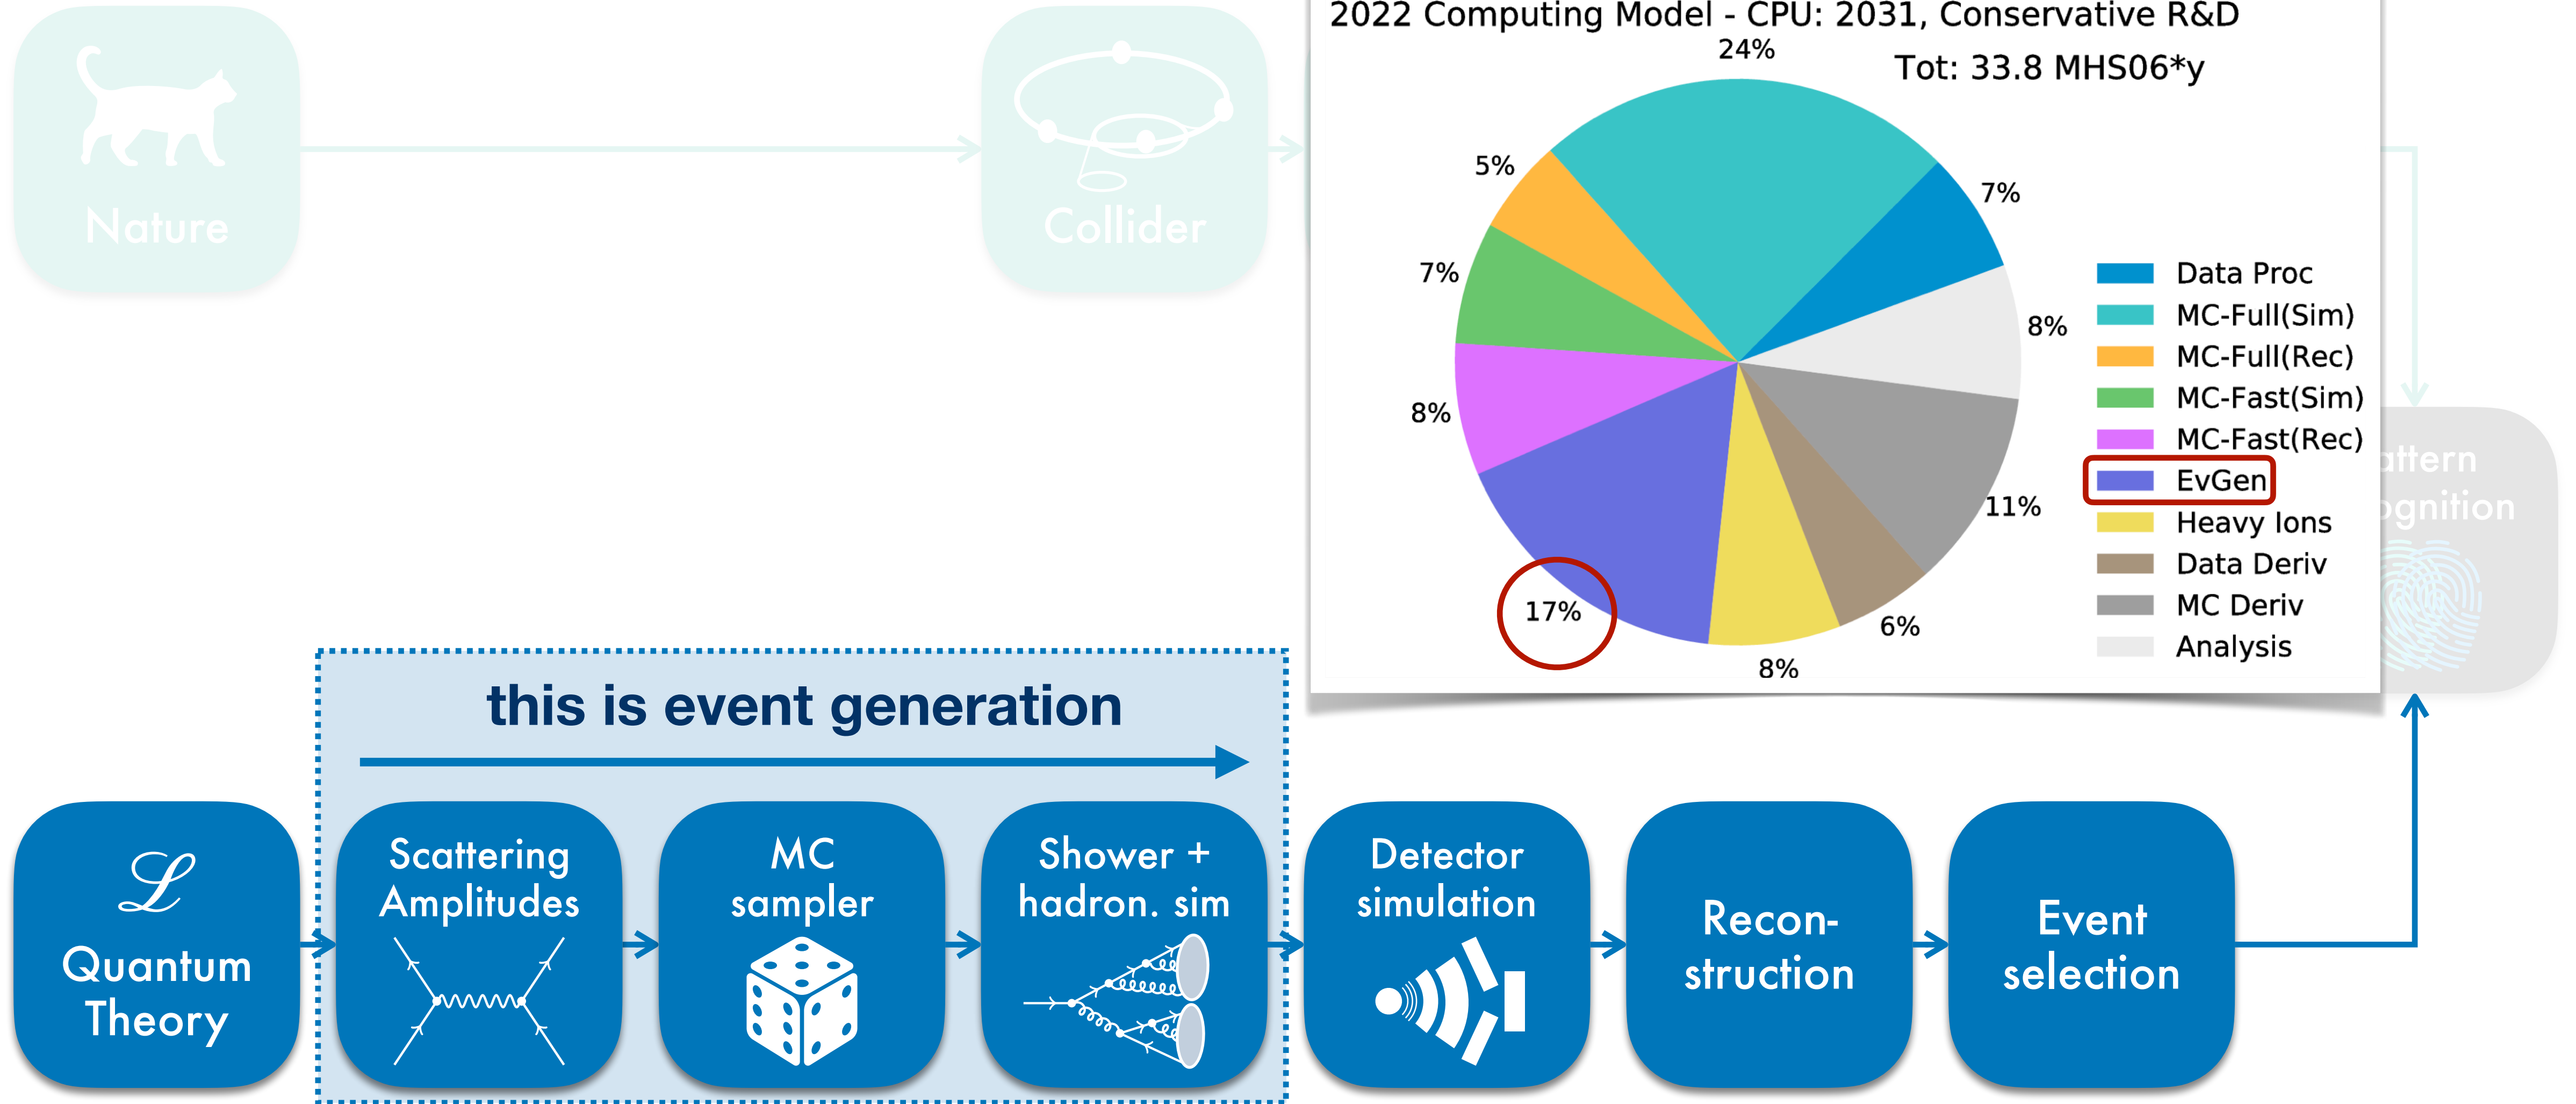 Nature
Collider
2022 Computing Model - CPU: 2031, Conservative R&D
Tot: 33.8 MHS06*y
24%
7%
8%
11%
6%
8%
17%
8%
7%
5%
Data Proc
MC-Full(Sim)
MC-Full(Rec)
MC-Fast(Sim)
MC-Fast(Rec)
EvGen
Heavy Ions
Data Deriv
MC Deriv
Analysis
attern
ognition
this is event generation
ℒ
Quantum
Theory
Scattering
Amplitudes
MC
sampler
Shower +
hadron. sim
Detector
simulation
Recon-
struction
Event
selection